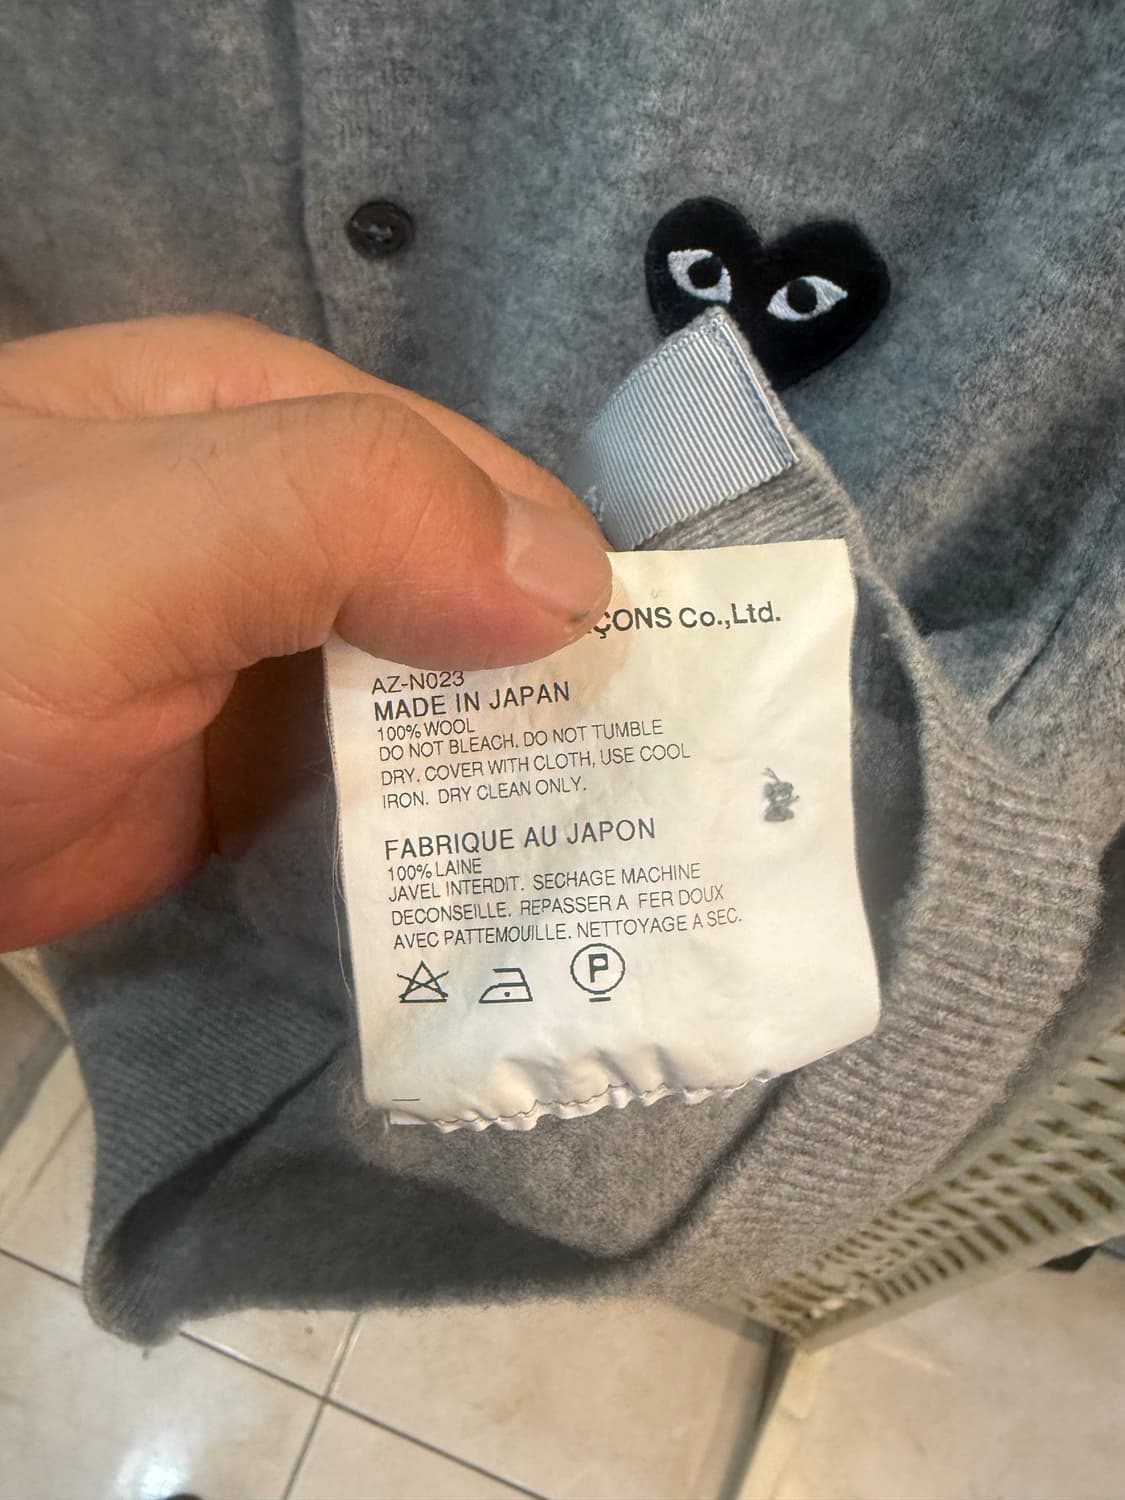 ÇONS Co.,Ltd.
AZ-N023
MADE IN JAPAN
100% WOOL
DO NOT BLEACH. DO NOT TUMBLE
DRY. COVER WITH CLOTH, USE COOL
IRON. DRY CLEAN ONLY.
FABRIQUE AU JAPON
100% LAINE
JAVEL INTERDIT. SECHAGE MACHINE
DECONSEILLE. REPASSER A FER DOUX
AVEC PATTEMOUILLE. NETTOYAGE A SEC.
P